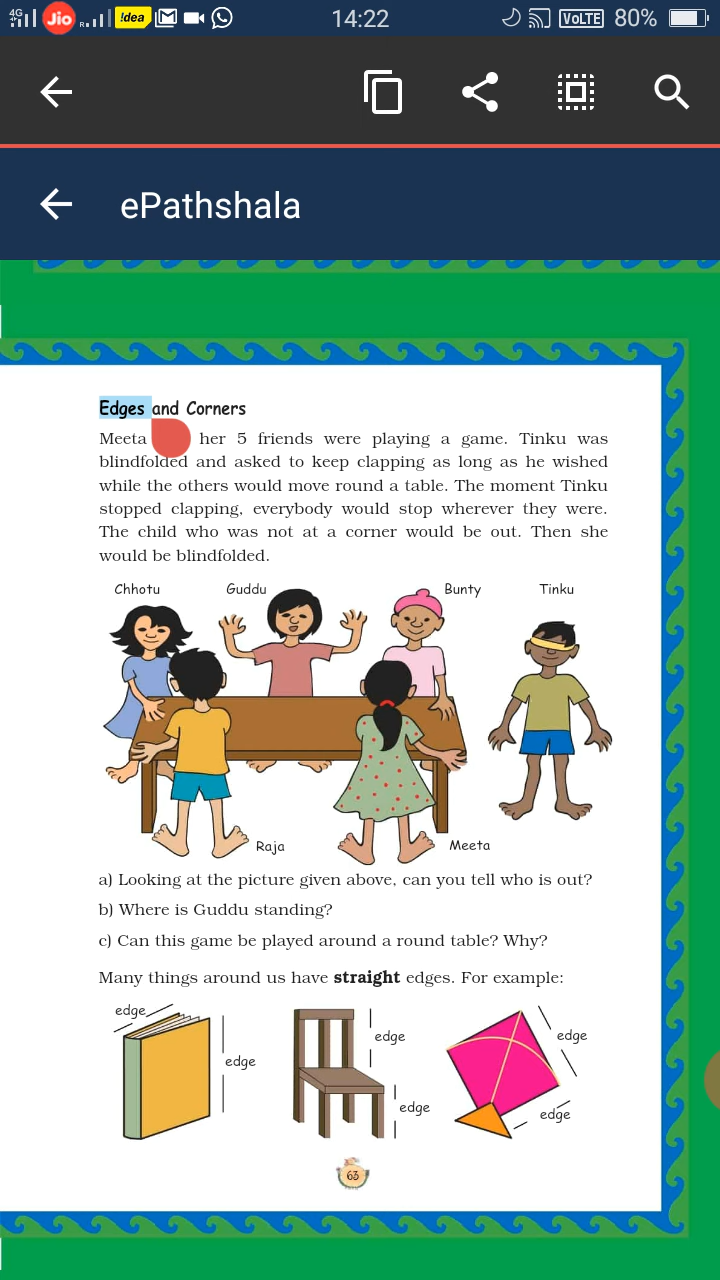 4G Jio R.. !dea 14:22 VoLTE 80%
ePathshala
Edges and Corners
Meeta her 5 friends were playing a game. Tinku was
blindfolded and asked to keep clapping as long as he wished
while the others would move round a table. The moment Tinku
stopped clapping, everybody would stop wherever they were.
The child who was not at a corner would be out. Then she
would be blindfolded.
Chhotu Guddu Bunty Tinku
Raja Meeta
a) Looking at the picture given above, can you tell who is out?
b) Where is Guddu standing?
c) Can this game be played around a round table? Why?
Many things around us have straight edges. For example:
edge
edge
edge
edge
edge
edge
63